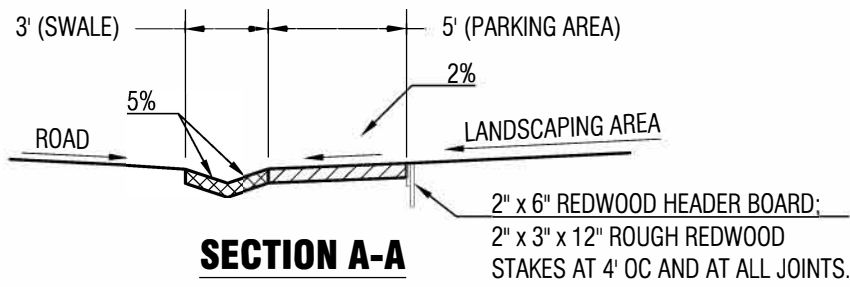 3' (SWALE)
5' (PARKING AREA)
2%
5%
ROAD
LANDSCAPING AREA
2" x 6" REDWOOD HEADER BOARD;
2" x 3" x 12" ROUGH REDWOOD
STAKES AT 4' OC AND AT ALL JOINTS.
SECTION A-A